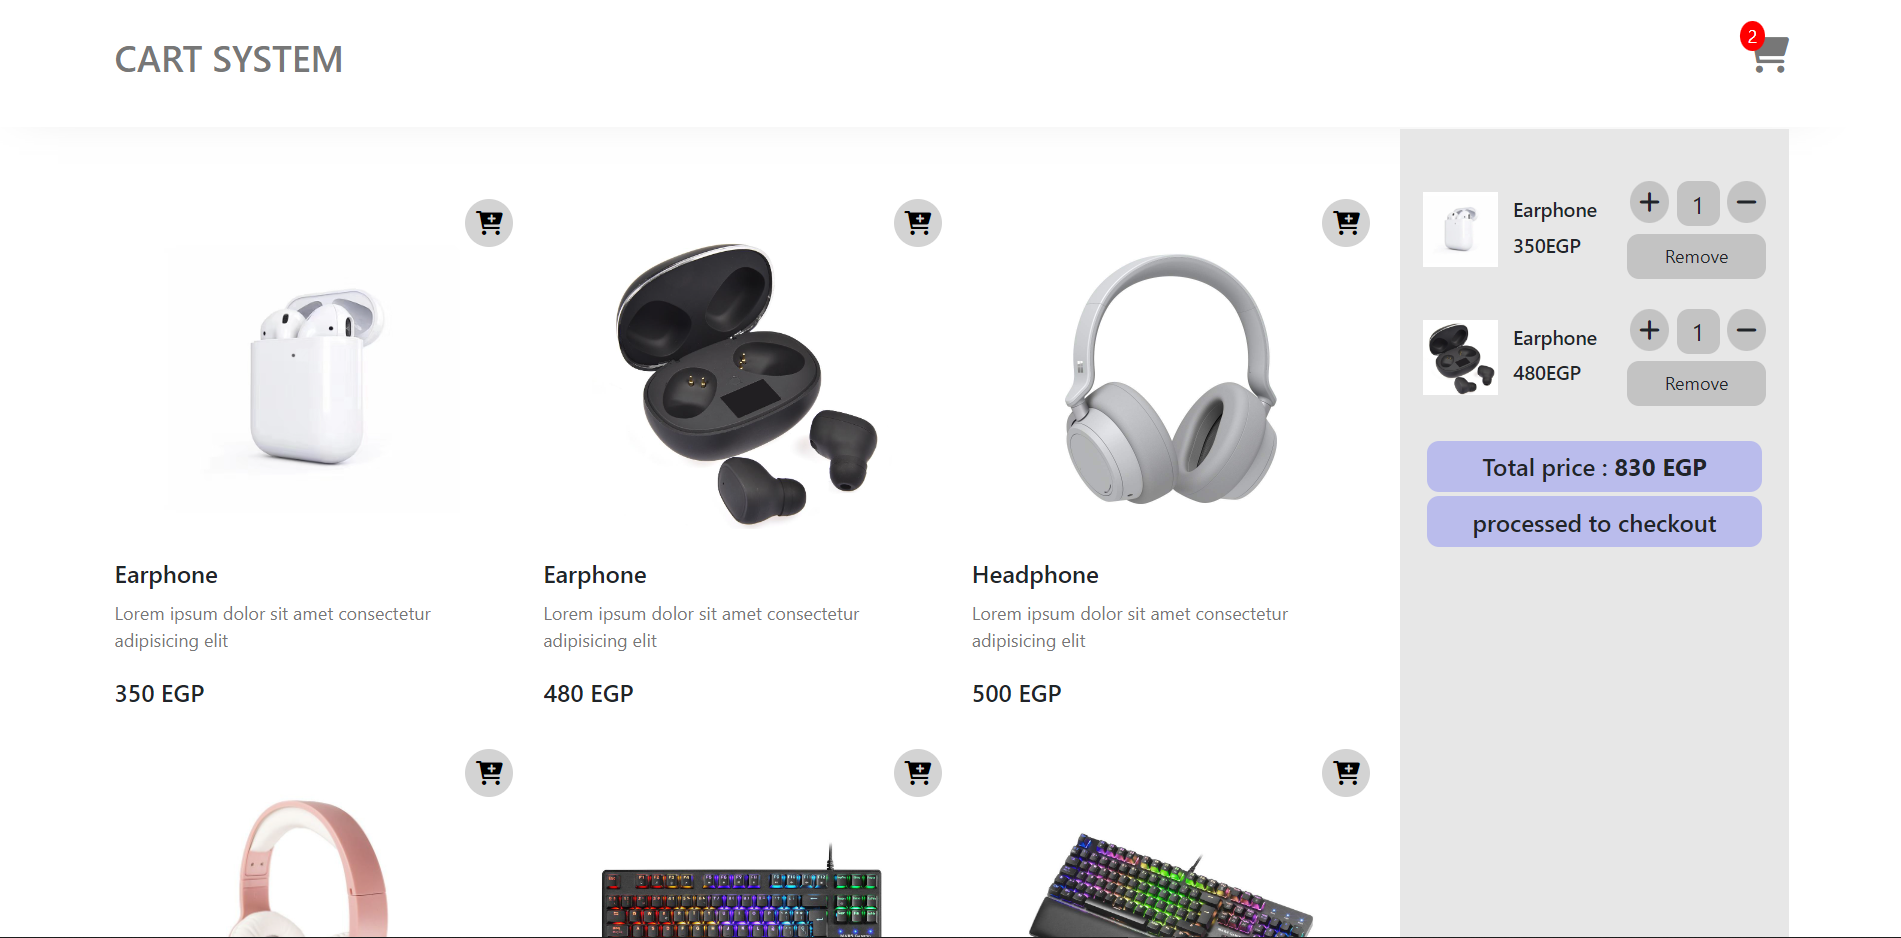 CART SYSTEM
2
Earphone
350EGP
1
Remove
Earphone
480EGP
1
Remove
Total price : 830 EGP
processed to checkout
Earphone
Lorem ipsum dolor sit amet consectetur
adipisicing elit
350 EGP
Earphone
Lorem ipsum dolor sit amet consectetur
adipisicing elit
480 EGP
Headphone
Lorem ipsum dolor sit amet consectetur
adipisicing elit
500 EGP